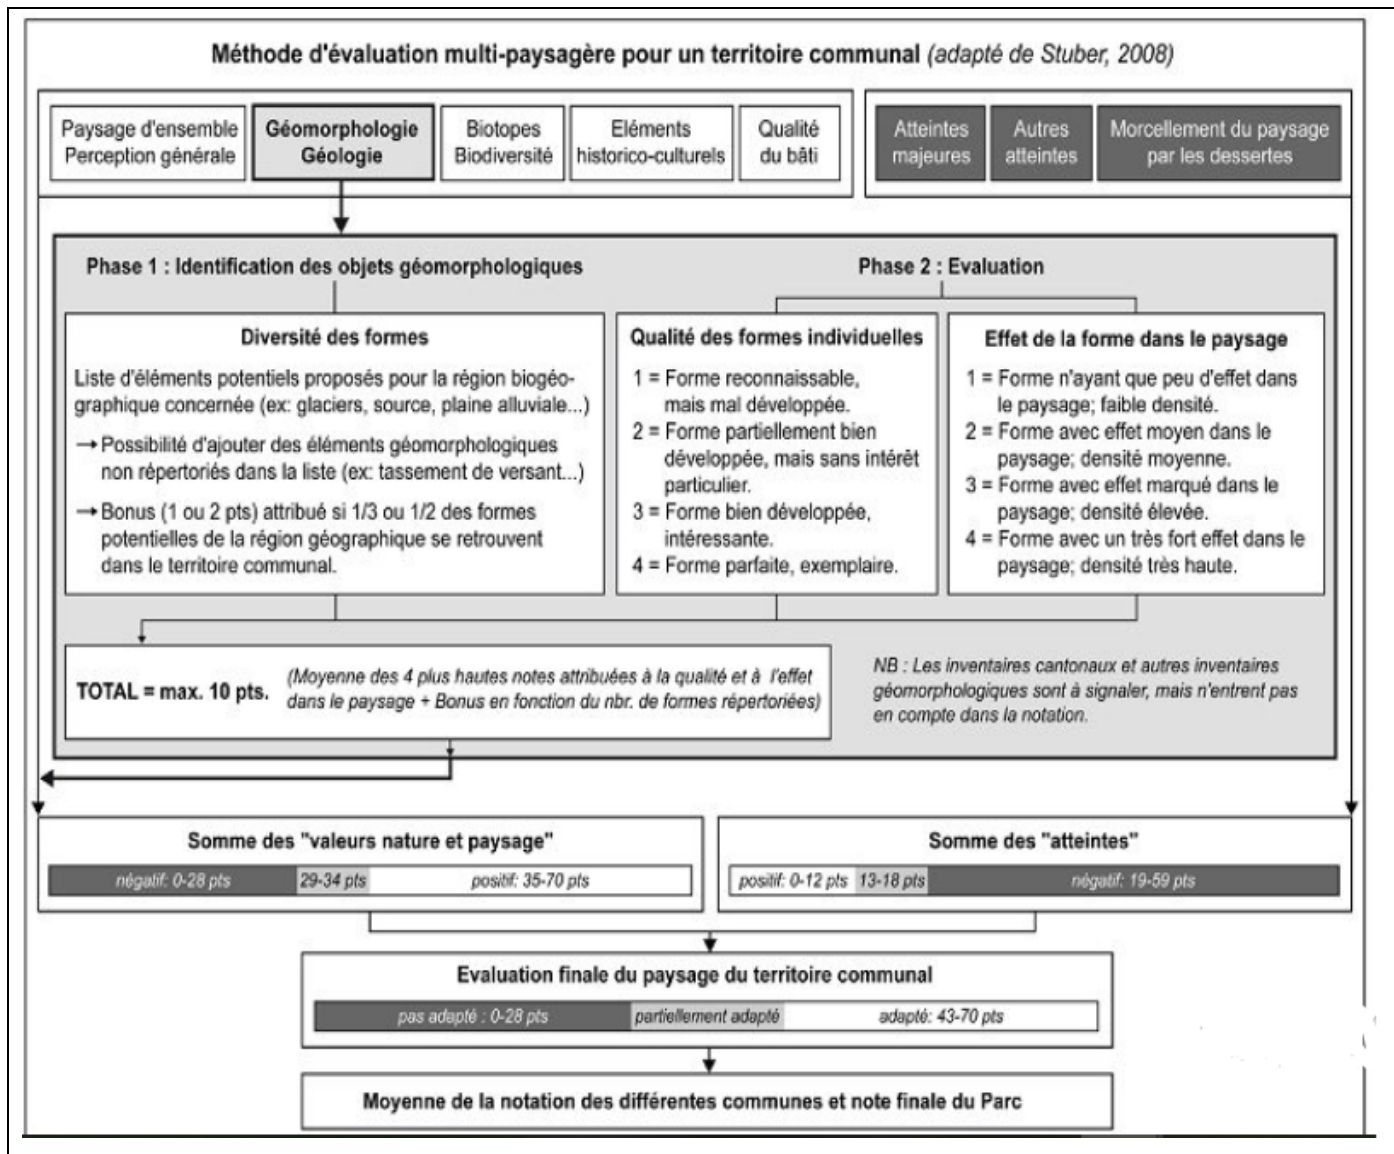 Méthode d'évaluation multi-paysagère pour un territoire communal (adapté de Stuber, 2008)
Paysage d'ensemble
Perception générale
Géomorphologie
Géologie
Biotopes
Biodiversité
Eléments
historico-culturels
Qualité
du bâti
Atteintes
majeures
Autres
atteintes
Morcellement du paysage
par les dessertes
Phase 1 : Identification des objets géomorphologiques
Phase 2 : Evaluation
Diversité des formes
Liste d'éléments potentiels proposés pour la région biogéo-
graphique concernée (ex: glaciers, source, plaine alluviale...)
→ Possibilité d'ajouter des éléments géomorphologiques
non répertoriés dans la liste (ex: tassement de versant...)
→ Bonus (1 ou 2 pts) attribué si 1/3 ou 1/2 des formes
potentielles de la région géographique se retrouvent
dans le territoire communal.
Qualité des formes individuelles
1 = Forme reconnaissable,
mais mal développée.
2 = Forme partiellement bien
développée, mais sans intérêt
particulier.
3 = Forme bien développée,
intéressante.
4 = Forme parfaite, exemplaire.
Effet de la forme dans le paysage
1 = Forme n'ayant que peu d'effet dans
le paysage; faible densité.
2 = Forme avec effet moyen dans le
paysage; densité moyenne.
3 = Forme avec effet marqué dans le
paysage; densité élevée.
4 = Forme avec un très fort effet dans le
paysage; densité très haute.
TOTAL = max. 10 pts.
(Moyenne des 4 plus hautes notes attribuées à la qualité et à l'effet
dans le paysage + Bonus en fonction du nbr. de formes répertoriées)
NB : Les inventaires cantonaux et autres inventaires
géomorphologiques sont à signaler, mais n'entrent pas
en compte dans la notation.
Somme des "valeurs nature et paysage"
négatif: 0-28 pts 29-34 pts positif: 35-70 pts
Somme des "atteintes"
positif: 0-12 pts 13-18 pts négatif: 19-59 pts
Evaluation finale du paysage du territoire communal
pas adapté : 0-28 pts partiellement adapté adapté: 43-70 pts
Moyenne de la notation des différentes communes et note finale du Parc